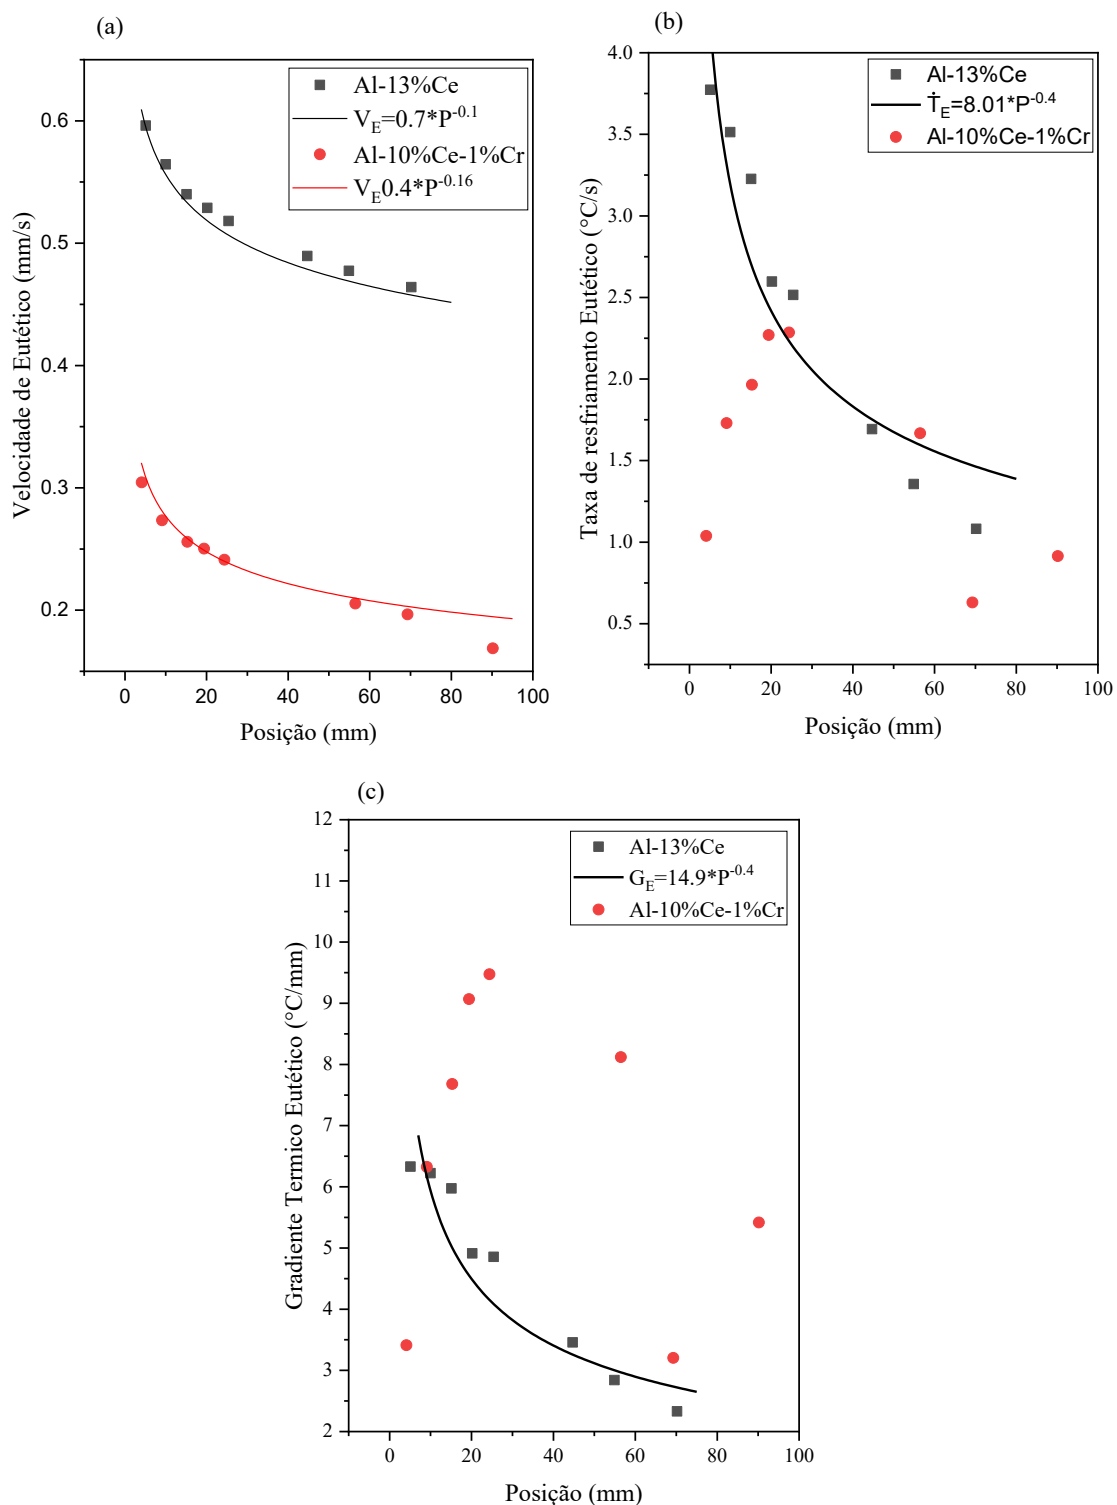 (a)
Al-13%Ce
V_E=0.7*P^-0.1
Al-10%Ce-1%Cr
V_E0.4*P^-0.16
0.6
0.5
0.4
0.3
0.2
Velocidade de Eutético (mm/s)
0 20 40 60 80 100
Posição (mm)
(b)
Al-13%Ce
Ṫ_E=8.01*P^-0.4
Al-10%Ce-1%Cr
4.0
3.5
3.0
2.5
2.0
1.5
1.0
0.5
Taxa de resfriamento Eutético (°C/s)
0 20 40 60 80 100
Posição (mm)
(c)
Al-13%Ce
G_E=14.9*P^-0.4
Al-10%Ce-1%Cr
12
11
10
9
8
7
6
5
4
3
2
Gradiente Termico Eutético (°C/mm)
0 20 40 60 80 100
Posição (mm)